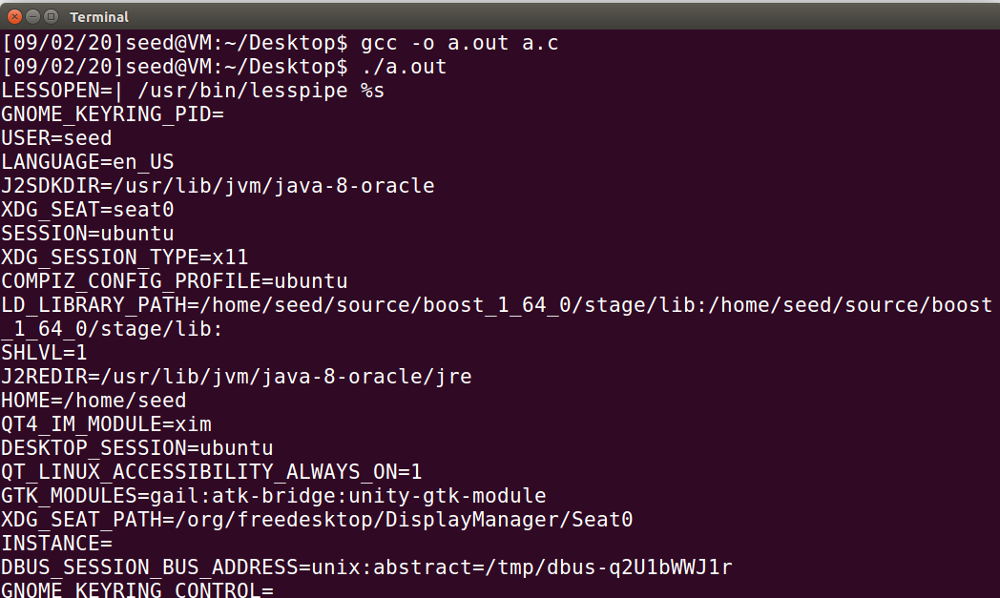 Terminal
[09/02/20]seed@VM:~/Desktop$ gcc -o a.out a.c
[09/02/20]seed@VM:~/Desktop$ ./a.out
LESSOPEN=| /usr/bin/lesspipe %s
GNOME_KEYRING_PID=
USER=seed
LANGUAGE=en_US
J2SDKDIR=/usr/lib/jvm/java-8-oracle
XDG_SEAT=seat0
SESSION=ubuntu
XDG_SESSION_TYPE=x11
COMPIZ_CONFIG_PROFILE=ubuntu
LD_LIBRARY_PATH=/home/seed/source/boost_1_64_0/stage/lib:/home/seed/source/boost
_1_64_0/stage/lib:
SHLVL=1
J2REDIR=/usr/lib/jvm/java-8-oracle/jre
HOME=/home/seed
QT4_IM_MODULE=xim
DESKTOP_SESSION=ubuntu
QT_LINUX_ACCESSIBILITY_ALWAYS_ON=1
GTK_MODULES=gail:atk-bridge:unity-gtk-module
XDG_SEAT_PATH=/org/freedesktop/DisplayManager/Seat0
INSTANCE=
DBUS_SESSION_BUS_ADDRESS=unix:abstract=/tmp/dbus-q2U1bWWJ1r
GNOME_KEYRING_CONTROL=